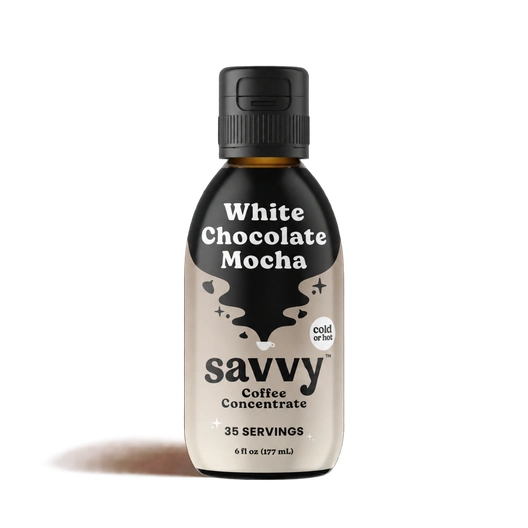 White
Chocolate
Mocha
cold
or hot
savvy™
Coffee
Concentrate
35 SERVINGS
6 fl oz (177 mL)